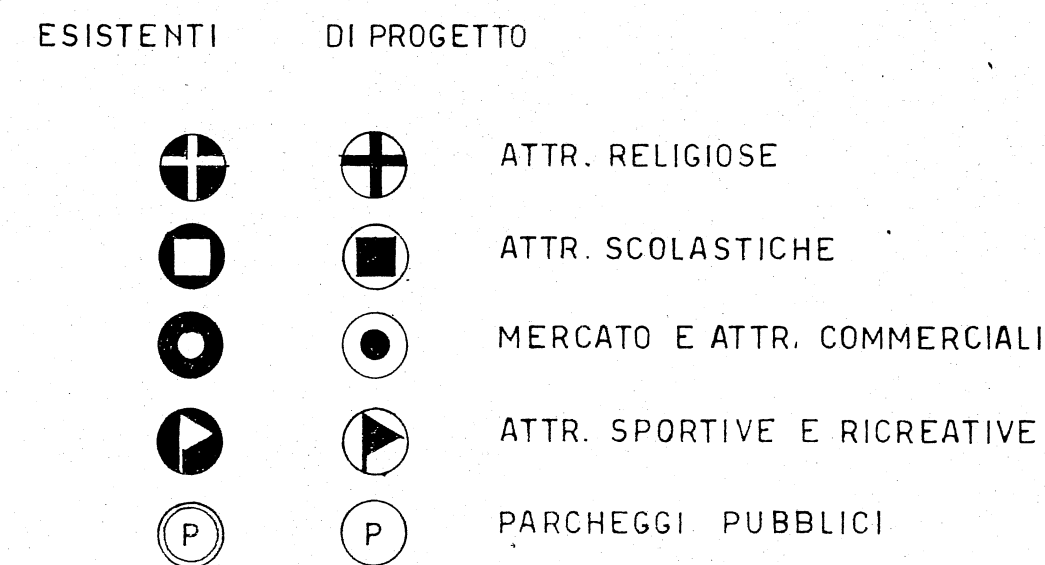 ESISTENTI DI PROGETTO
ATTR. RELIGIOSE
ATTR. SCOLASTICHE
MERCATO E ATTR. COMMERCIALI
ATTR. SPORTIVE E RICREATIVE
P P PARCHEGGI PUBBLICI